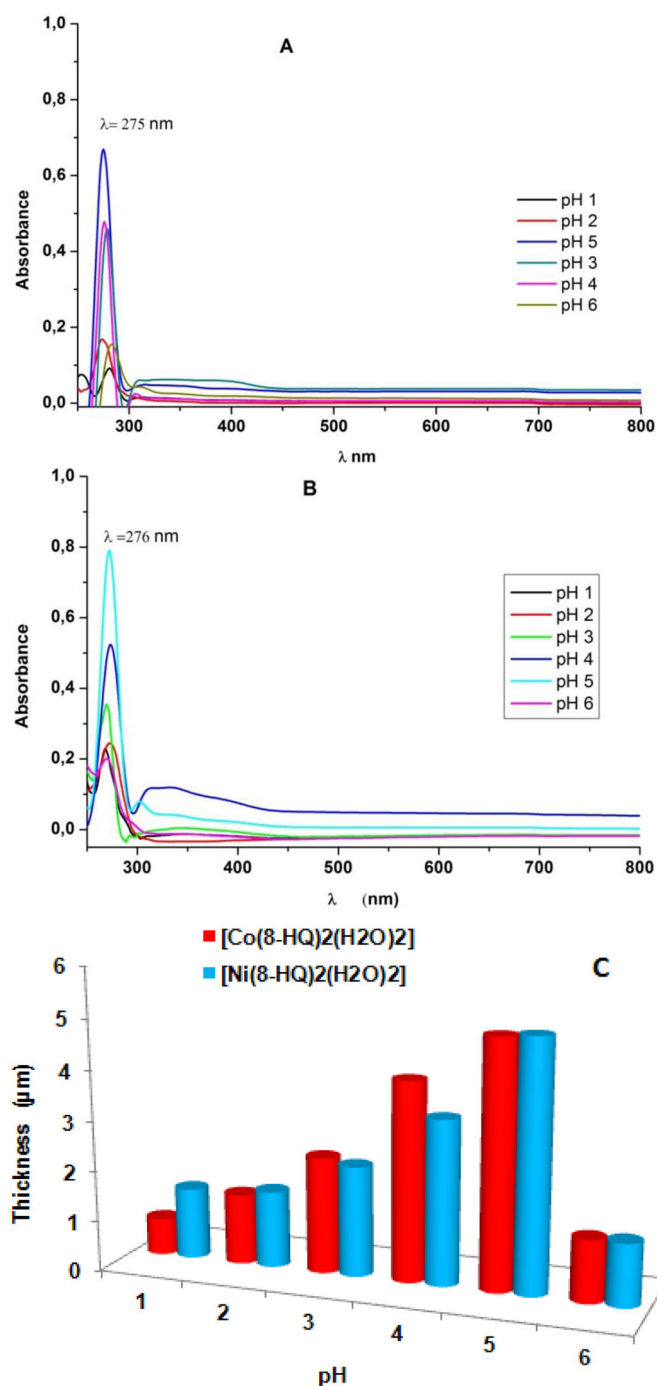 A
1,0
0,8
0,6
0,4
0,2
0,0
Absorbance
λ= 275 nm
pH 1
pH 2
pH 5
pH 3
pH 4
pH 6
300 400 500 600 700 800
λ nm
B
1,0
0,8
0,6
0,4
0,2
0,0
Absorbance
λ =276 nm
pH 1
pH 2
pH 3
pH 4
pH 5
pH 6
300 400 500 600 700 800
λ (nm)
[Co(8-HQ)2(H2O)2]
[Ni(8-HQ)2(H2O)2]
C
6
5
4
3
2
1
0
Thickness (µm)
1 2 3 4 5 6
pH